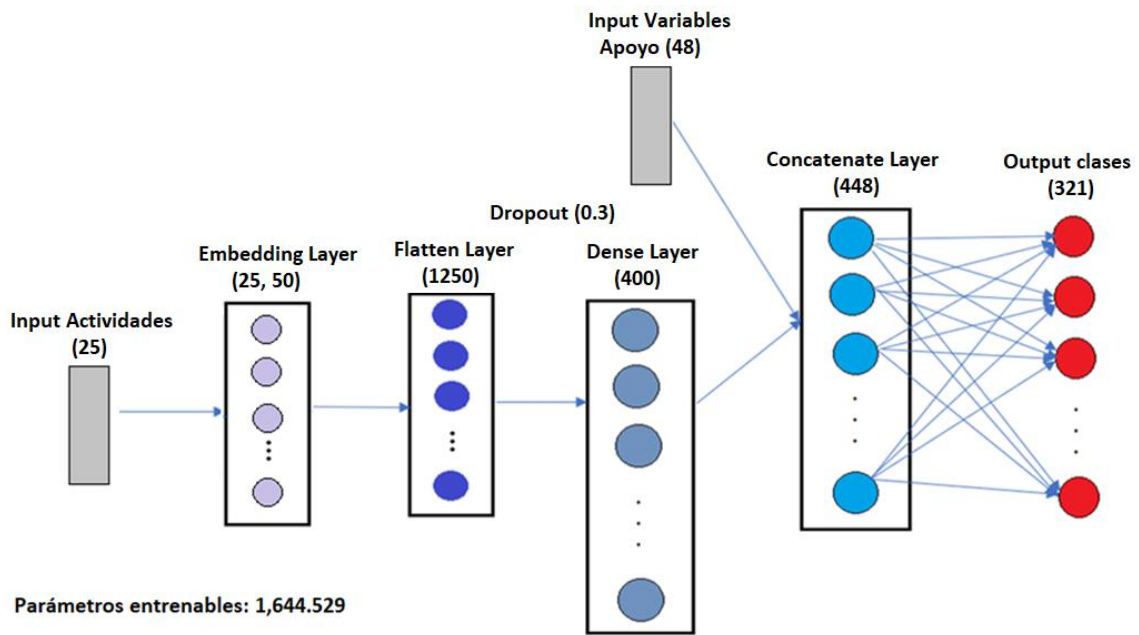 Input Variables
Apoyo (48)
Concatenate Layer
(448)
Output clases
(321)
Dropout (0.3)
Embedding Layer
(25, 50)
Flatten Layer
(1250)
Dense Layer
(400)
Input Actividades
(25)
Parámetros entrenables: 1,644.529